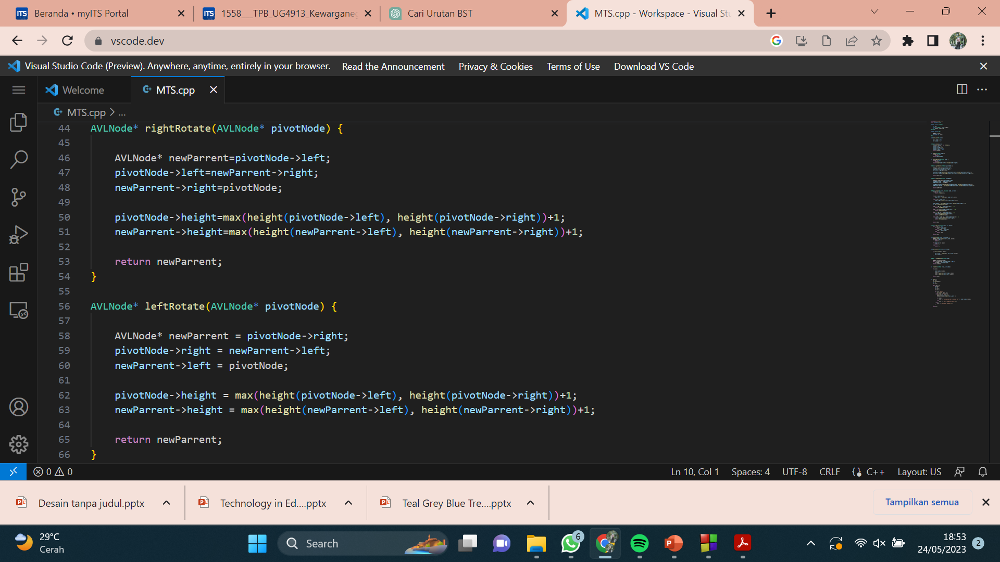 Beranda • myITS Portal
1558___TPB_UG4913_Kewarganeg
Cari Urutan BST
MTS.cpp - Workspace - Visual Stu
vscode.dev
Visual Studio Code (Preview). Anywhere, anytime, entirely in your browser. Read the Announcement Privacy & Cookies Terms of Use Download VS Code
Welcome
MTS.cpp
MTS.cpp > ...
44 AVLNode* rightRotate(AVLNode* pivotNode) {
45
46 AVLNode* newParrent=pivotNode->left;
47 pivotNode->left=newParrent->right;
48 newParrent->right=pivotNode;
49
50 pivotNode->height=max(height(pivotNode->left), height(pivotNode->right))+1;
51 newParrent->height=max(height(newParrent->left), height(newParrent->right))+1;
52
53 return newParrent;
54 }
55
56 AVLNode* leftRotate(AVLNode* pivotNode) {
57
58 AVLNode* newParrent = pivotNode->right;
59 pivotNode->right = newParrent->left;
60 newParrent->left = pivotNode;
61
62 pivotNode->height = max(height(pivotNode->left), height(pivotNode->right))+1;
63 newParrent->height = max(height(newParrent->left), height(newParrent->right))+1;
64
65 return newParrent;
66 }
0 0
Ln 10, Col 1 Spaces: 4 UTF-8 CRLF C++ Layout: US
Desain tanpa judul.pptx
Technology in Ed....pptx
Teal Grey Blue Tre....pptx
Tampilkan semua
29°C
Cerah
Search
6
18:53
24/05/2023
2